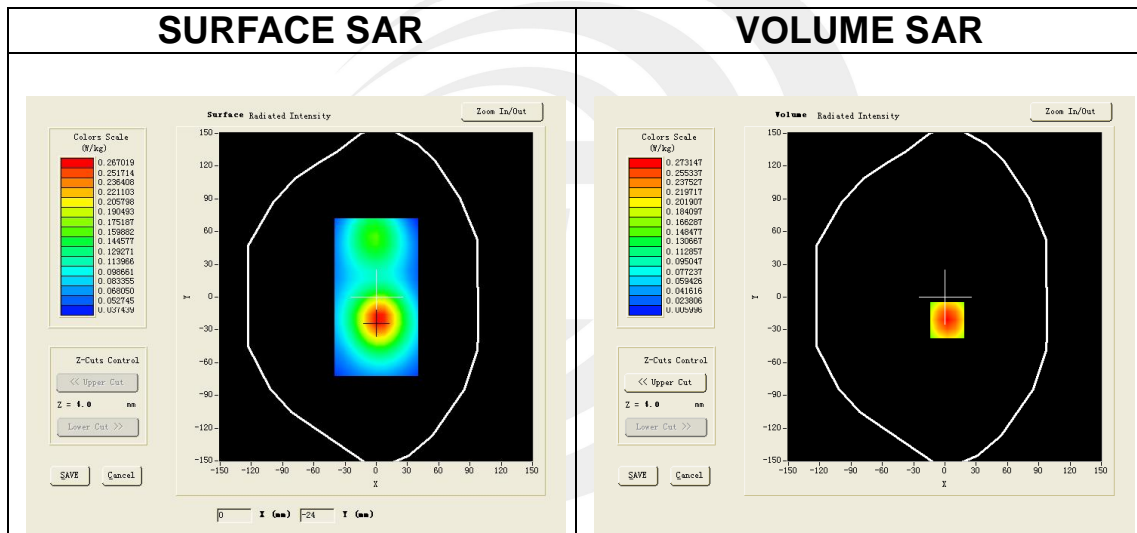 SURFACE SAR
VOLUME SAR
Surface Radiated Intensity
Zoom In/Out
Colors Scale
(W/kg)
0.267019
0.251714
0.236408
0.221103
0.205798
0.190493
0.175187
0.159882
0.144577
0.129271
0.113966
0.098661
0.083355
0.068050
0.052745
0.037439
150
120
90
60
30
0
-30
-60
-90
-120
-150
Y
-150 -120 -90 -60 -30 0 30 60 90 120 150
X
Z-Cuts Control
<< Upper Cut
Z = 4.0 mm
Lower Cut >>
SAVE Cancel
0 X (mm) -24 Y (mm)
Volume Radiated Intensity
Zoom In/Out
Colors Scale
(W/kg)
0.273147
0.255337
0.237527
0.219717
0.201907
0.184097
0.166287
0.148477
0.130667
0.112857
0.095047
0.077237
0.059426
0.041616
0.023806
0.005996
150
120
90
60
30
0
-30
-60
-90
-120
-150
Y
-150 -120 -90 -60 -30 0 30 60 90 120 150
X
Z-Cuts Control
<< Upper Cut
Z = 4.0 mm
Lower Cut >>
SAVE Cancel